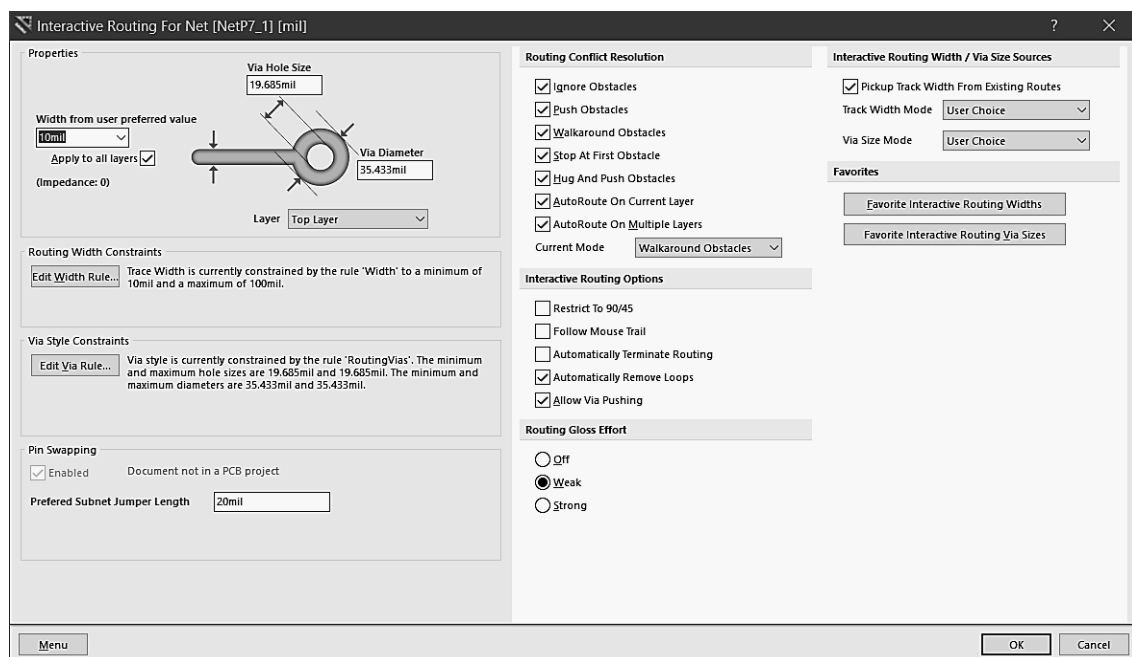 Interactive Routing For Net [NetP7_1] [mil]
?
Properties
Via Hole Size
19.685mil
Width from user preferred value
10mil
Apply to all layers
(Impedance: 0)
Via Diameter
35.433mil
Layer Top Layer
Routing Width Constraints
Edit Width Rule...
Trace Width is currently constrained by the rule 'Width' to a minimum of
10mil and a maximum of 100mil.
Via Style Constraints
Edit Via Rule...
Via style is currently constrained by the rule 'RoutingVias'. The minimum
and maximum hole sizes are 19.685mil and 19.685mil. The minimum and
maximum diameters are 35.433mil and 35.433mil.
Pin Swapping
Enabled Document not in a PCB project
Prefered Subnet Jumper Length 20mil
Routing Conflict Resolution
Ignore Obstacles
Push Obstacles
Walkaround Obstacles
Stop At First Obstacle
Hug And Push Obstacles
AutoRoute On Current Layer
AutoRoute On Multiple Layers
Current Mode Walkaround Obstacles
Interactive Routing Options
Restrict To 90/45
Follow Mouse Trail
Automatically Terminate Routing
Automatically Remove Loops
Allow Via Pushing
Routing Gloss Effort
Off
Weak
Strong
Interactive Routing Width / Via Size Sources
Pickup Track Width From Existing Routes
Track Width Mode User Choice
Via Size Mode User Choice
Favorites
Favorite Interactive Routing Widths
Favorite Interactive Routing Via Sizes
Menu
OK Cancel